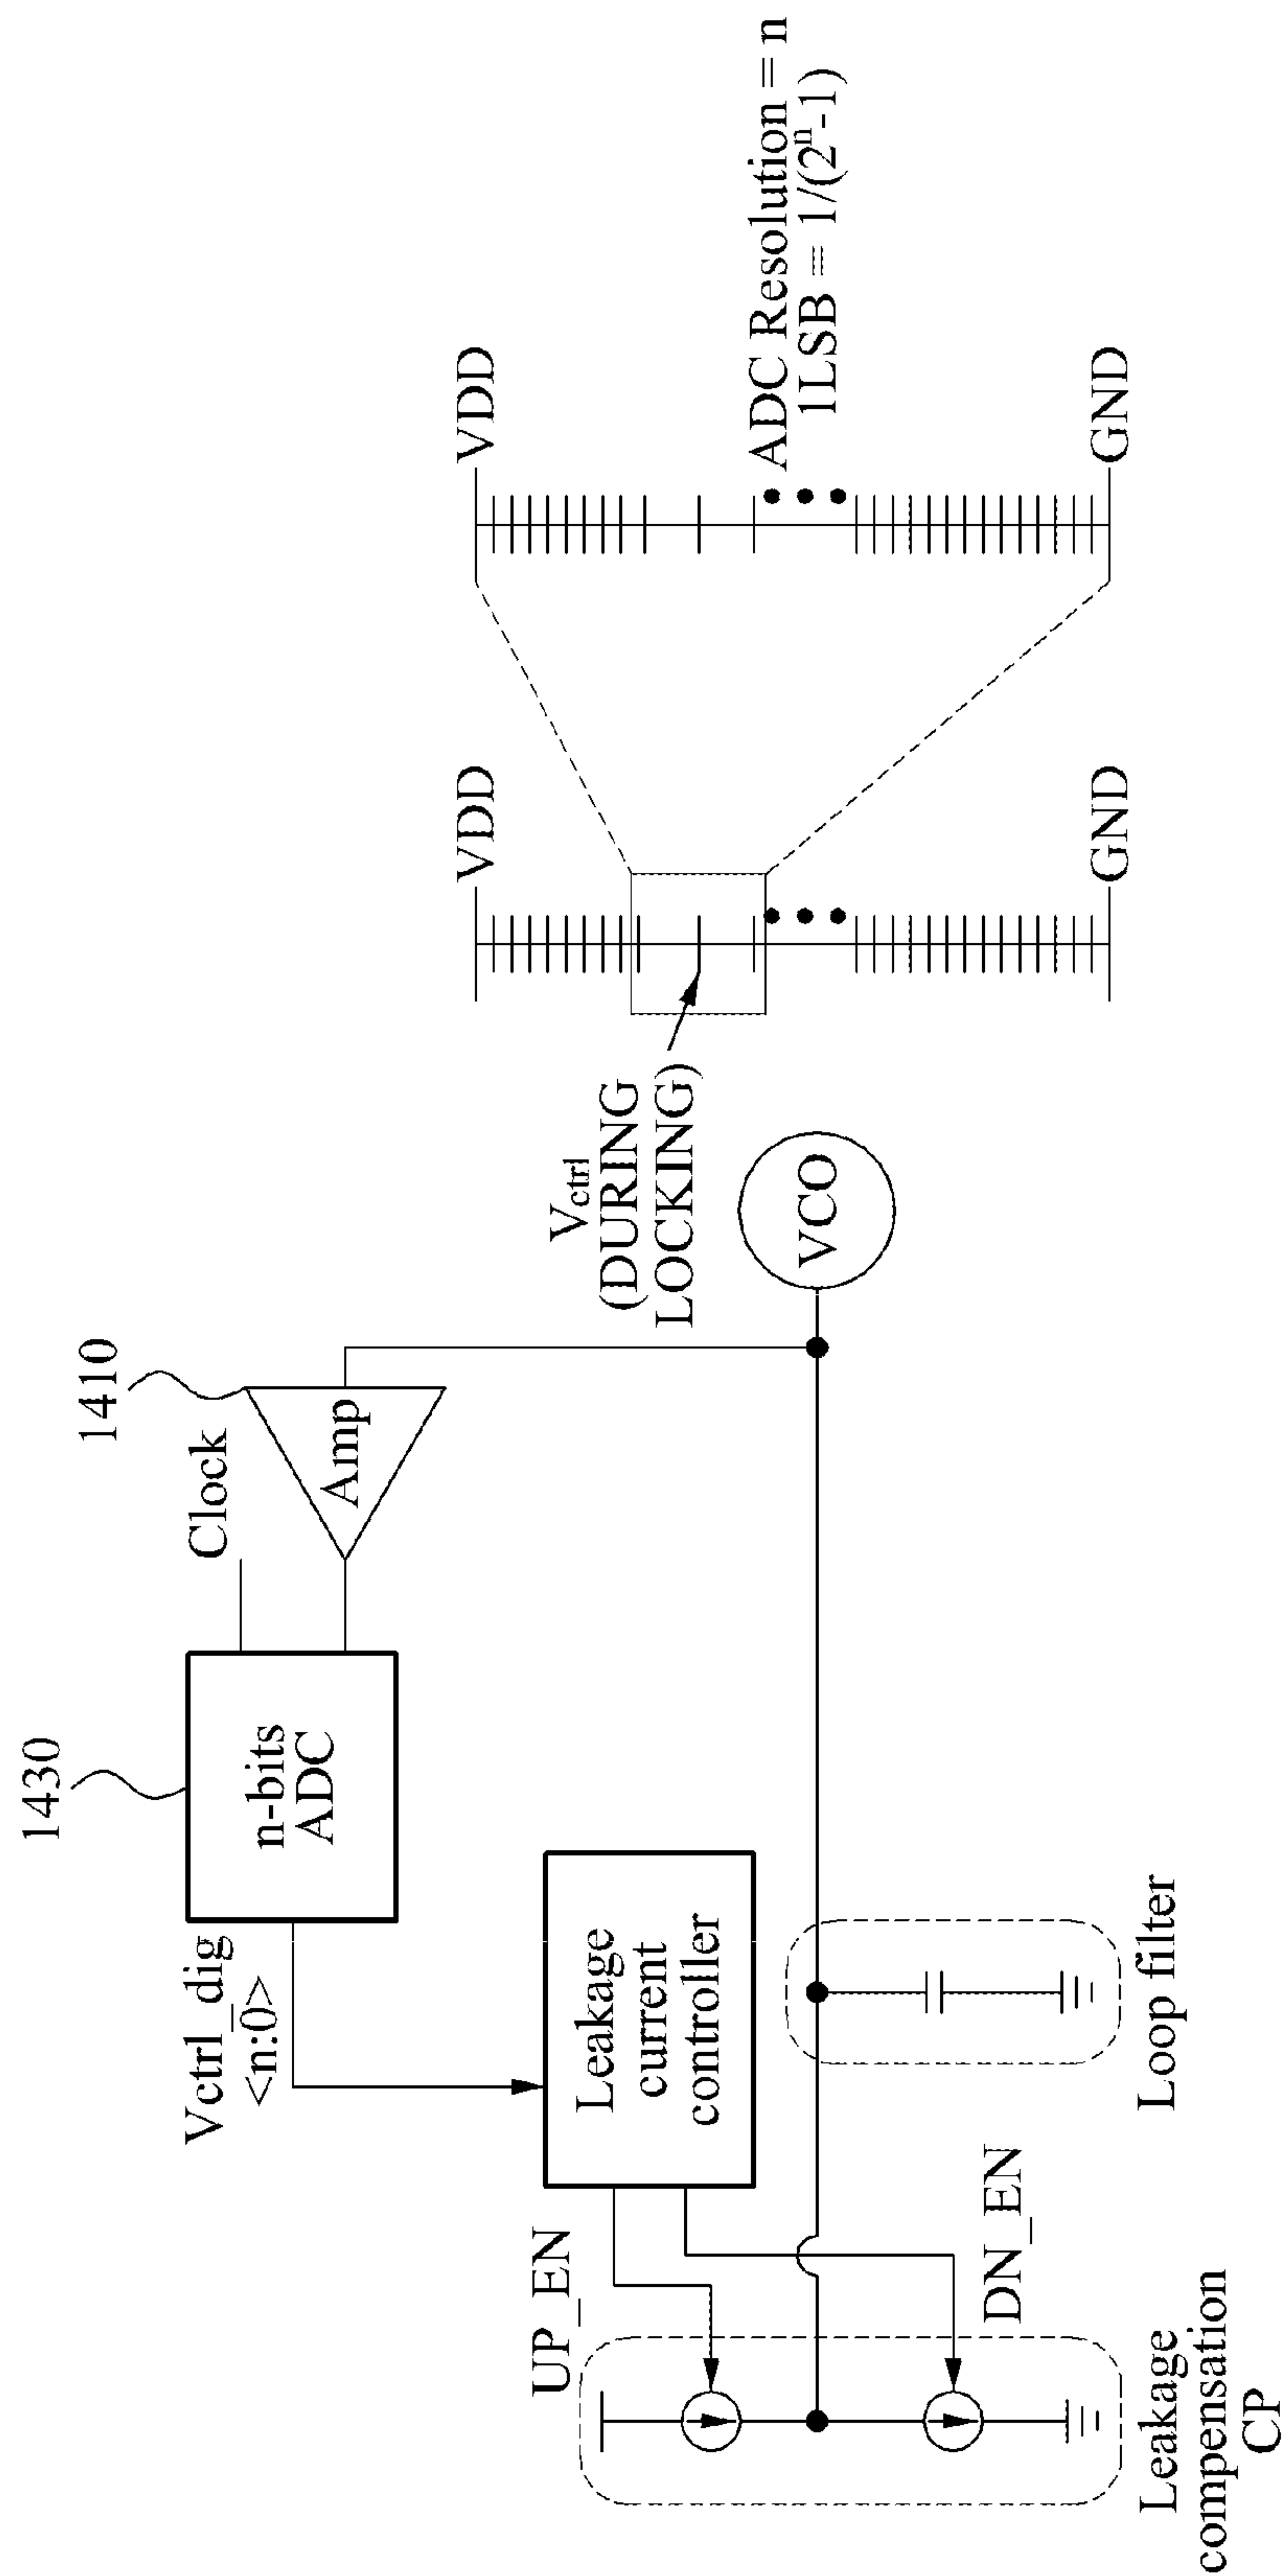 1430
1410
Vctrl_dig
<n:0>
n-bits
ADC
Clock
Amp
UP_EN
Leakage
current
controller
DN_EN
Leakage
compensation
CP
Loop filter
VCO
Vctrl
(DURING
LOCKING)
VDD
GND
VDD
GND
ADC Resolution = n
1LSB = 1/(2ⁿ-1)